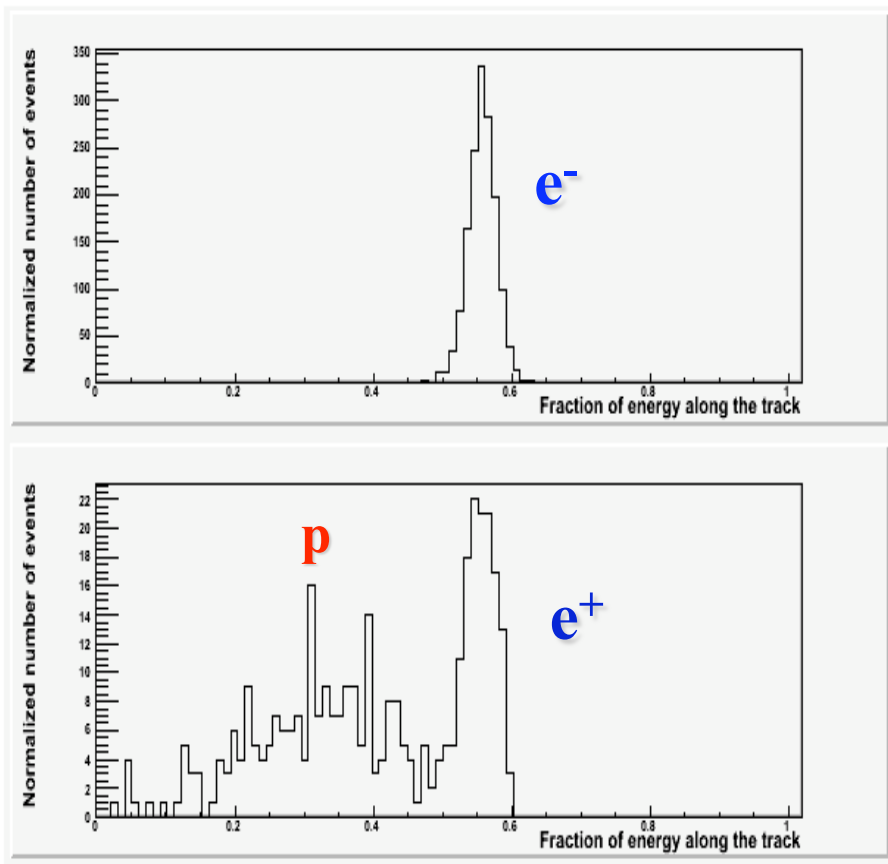 Normalized number of events
350
300
250
200
150
100
50
0
e-
0 0.2 0.4 0.6 0.8 1
Fraction of energy along the track
Normalized number of events
22
20
18
16
14
12
10
8
6
4
2
0
p
e+
0 0.2 0.4 0.6 0.8 1
Fraction of energy along the track